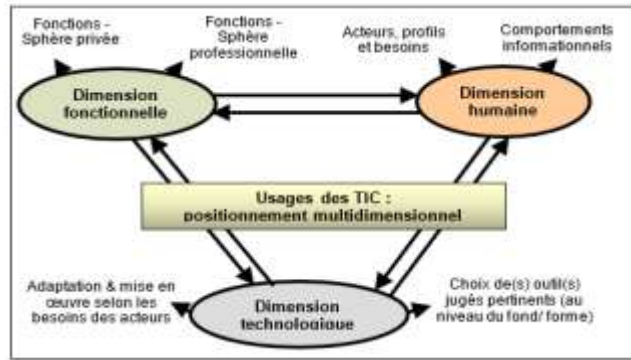 Fonctions -
Sphère privée
Fonctions -
Sphère
professionnelle
Acteurs, profils
et besoins
Comportements
informationnels
Dimension
fonctionnelle
Dimension
humaine
Usages des TIC :
positionnement multidimensionnel
Adaptation & mise en
œuvre selon les
besoins des acteurs
Dimension
technologique
Choix de(s) outil(s)
jugés pertinents (au
niveau du fond/ forme)